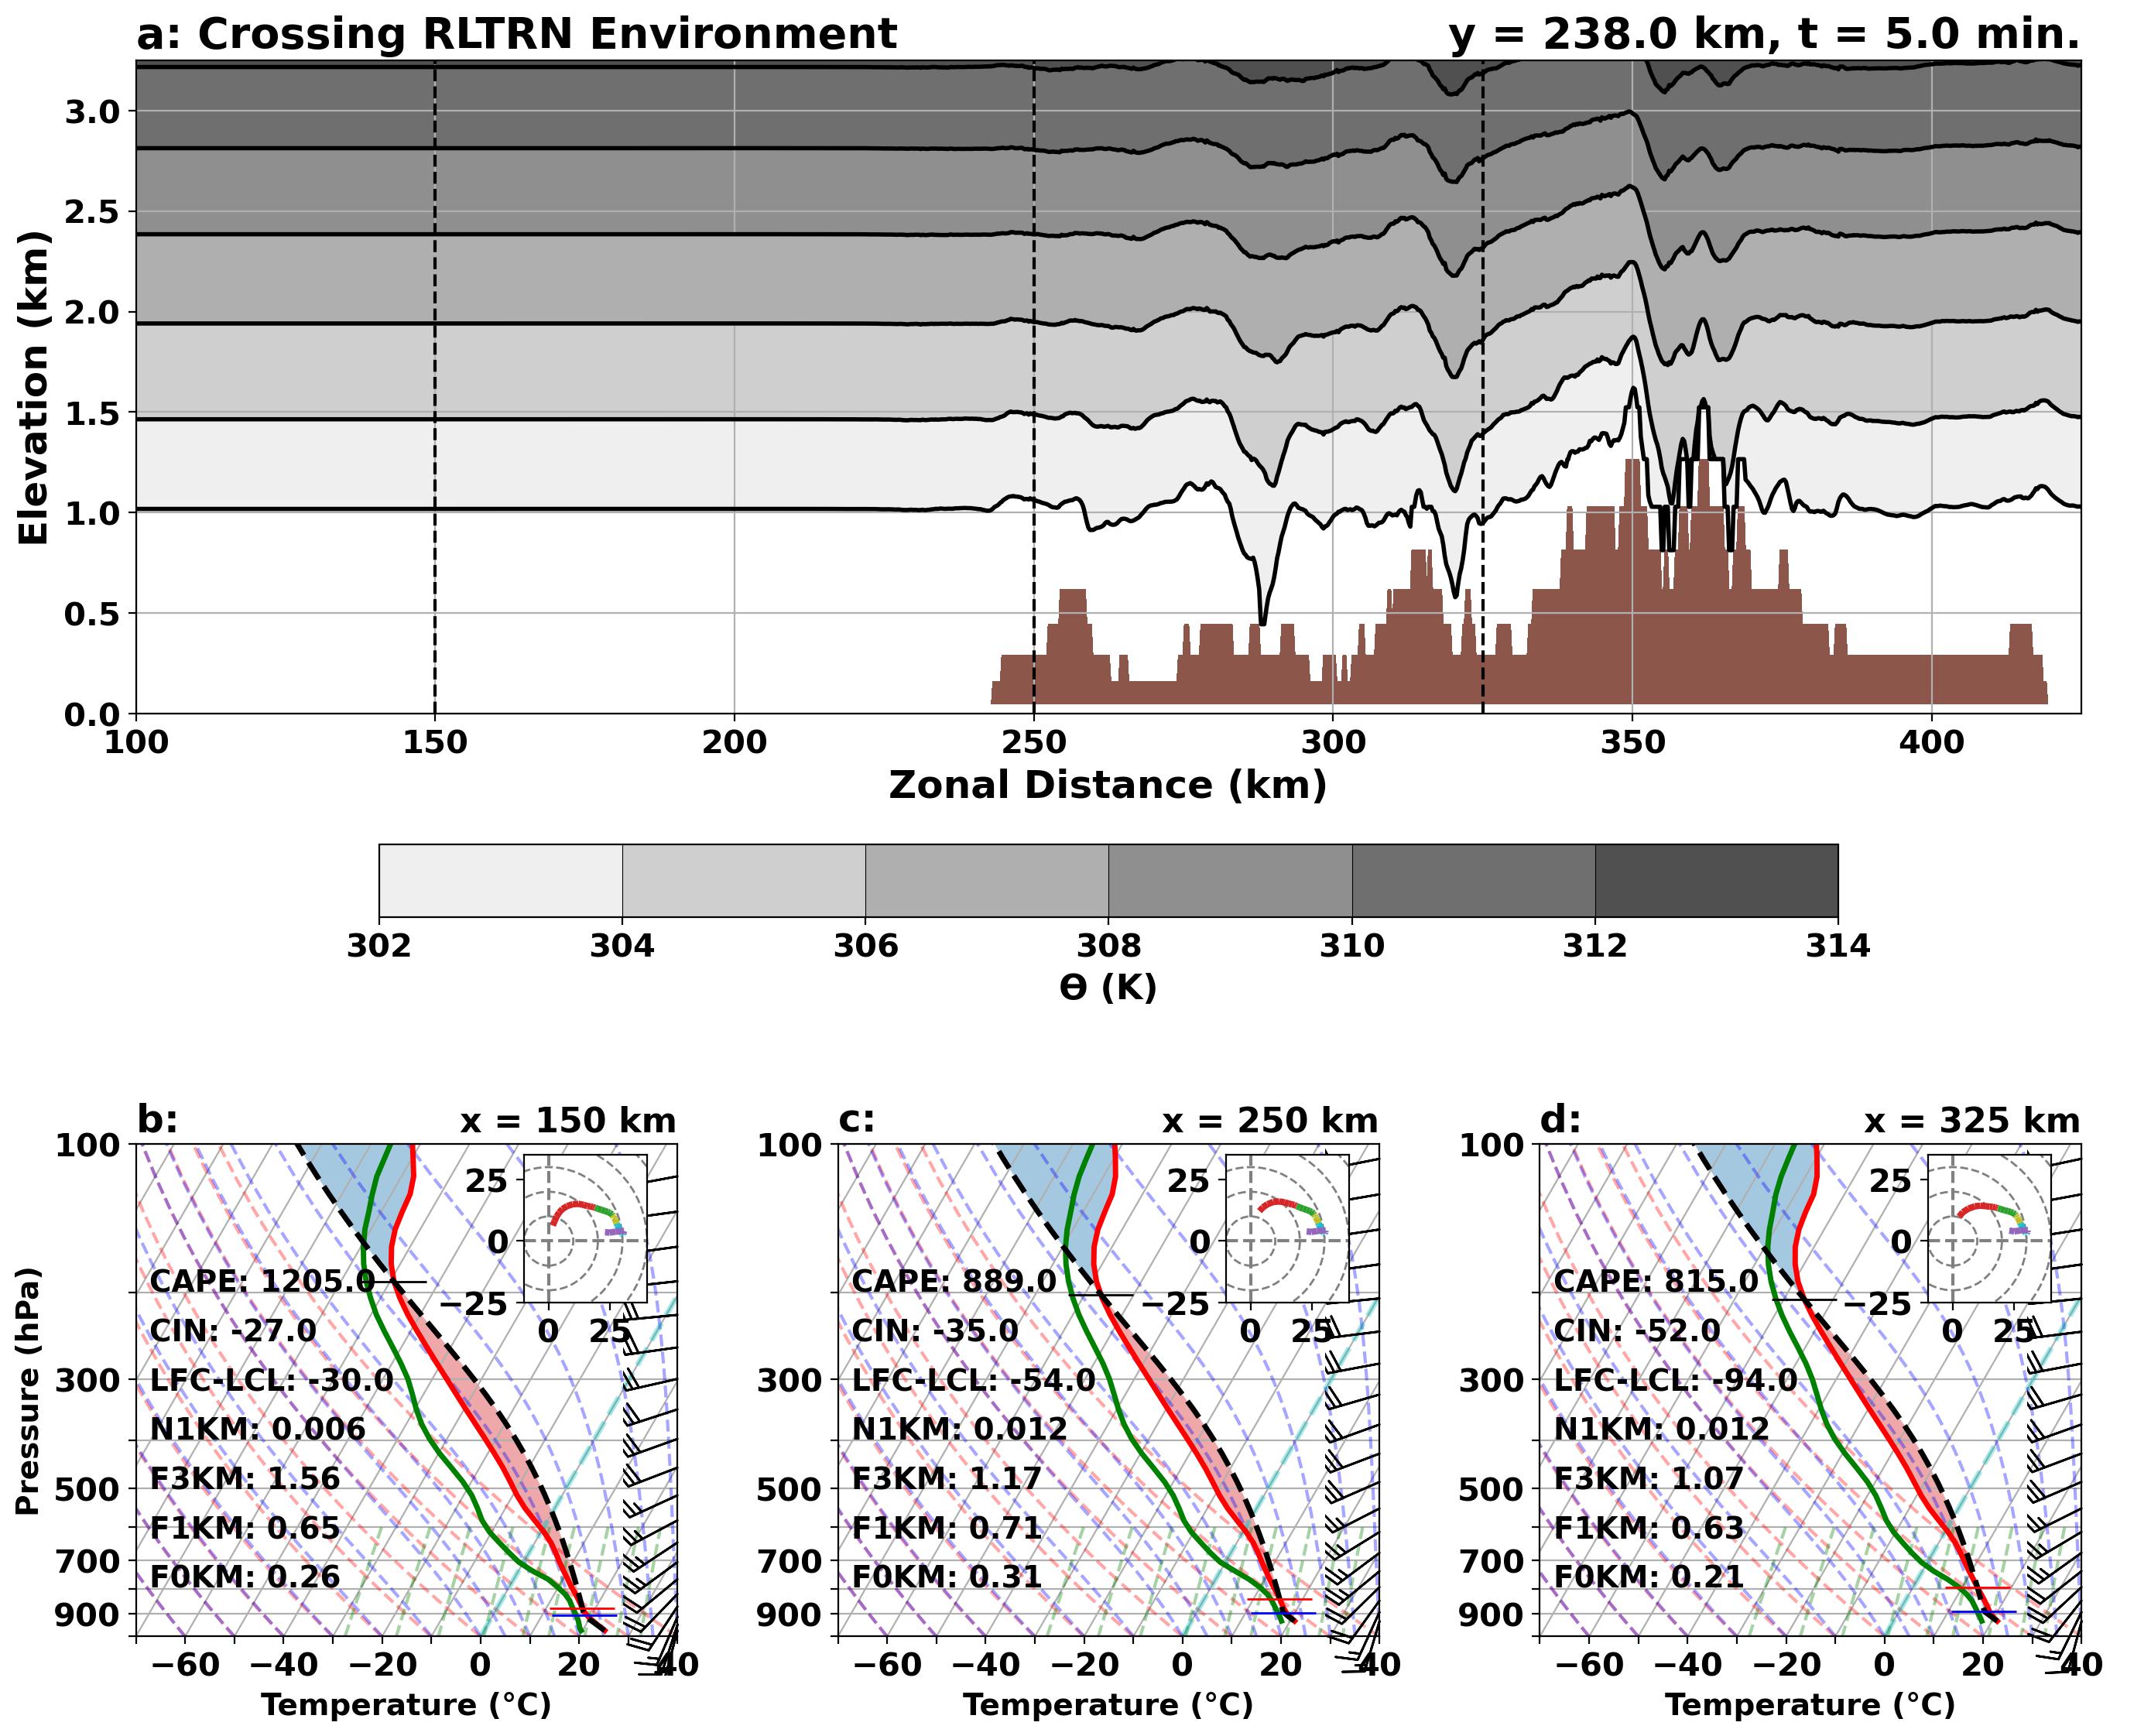 a: Crossing RLTRN Environment
y = 238.0 km, t = 5.0 min.
Elevation (km)
3.0
2.5
2.0
1.5
1.0
0.5
0.0
100 150 200 250 300 350 400
Zonal Distance (km)
302 304 306 308 310 312 314
Ɵ (K)
b: x = 150 km
Pressure (hPa)
100
300
500
700
900
25
0
−25
0 25
CAPE: 1205.0
CIN: -27.0
LFC-LCL: -30.0
N1KM: 0.006
F3KM: 1.56
F1KM: 0.65
F0KM: 0.26
−60 −40 −20 0 20 40
Temperature (°C)
c: x = 250 km
100
300
500
700
900
25
0
−25
0 25
CAPE: 889.0
CIN: -35.0
LFC-LCL: -54.0
N1KM: 0.012
F3KM: 1.17
F1KM: 0.71
F0KM: 0.31
−60 −40 −20 0 20 40
Temperature (°C)
d: x = 325 km
100
300
500
700
900
25
0
−25
0 25
CAPE: 815.0
CIN: -52.0
LFC-LCL: -94.0
N1KM: 0.012
F3KM: 1.07
F1KM: 0.63
F0KM: 0.21
−60 −40 −20 0 20 40
Temperature (°C)